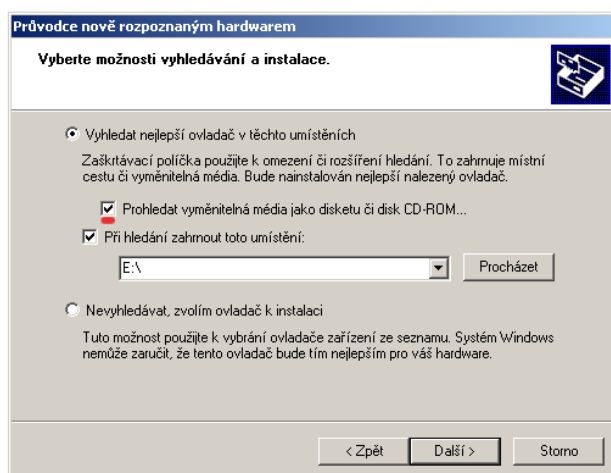 Průvodce nově rozpoznaným hardwarem
Vyberte možnosti vyhledávání a instalace.
Vyhledat nejlepší ovladač v těchto umístěních
Zaškrtávací políčka použijte k omezení či rozšíření hledání. To zahrnuje místní
cestu či vyměnitelná média. Bude nainstalován nejlepší nalezený ovladač.
Prohledat vyměnitelná média jako disketu či disk CD-ROM...
Při hledání zahrnout toto umístění:
E:\
Procházet
Nevyhledávat, zvolím ovladač k instalaci
Tuto možnost použijte k vybrání ovladače zařízení ze seznamu. Systém Windows
nemůže zaručit, že tento ovladač bude tím nejlepším pro váš hardware.
< Zpět
Další >
Storno